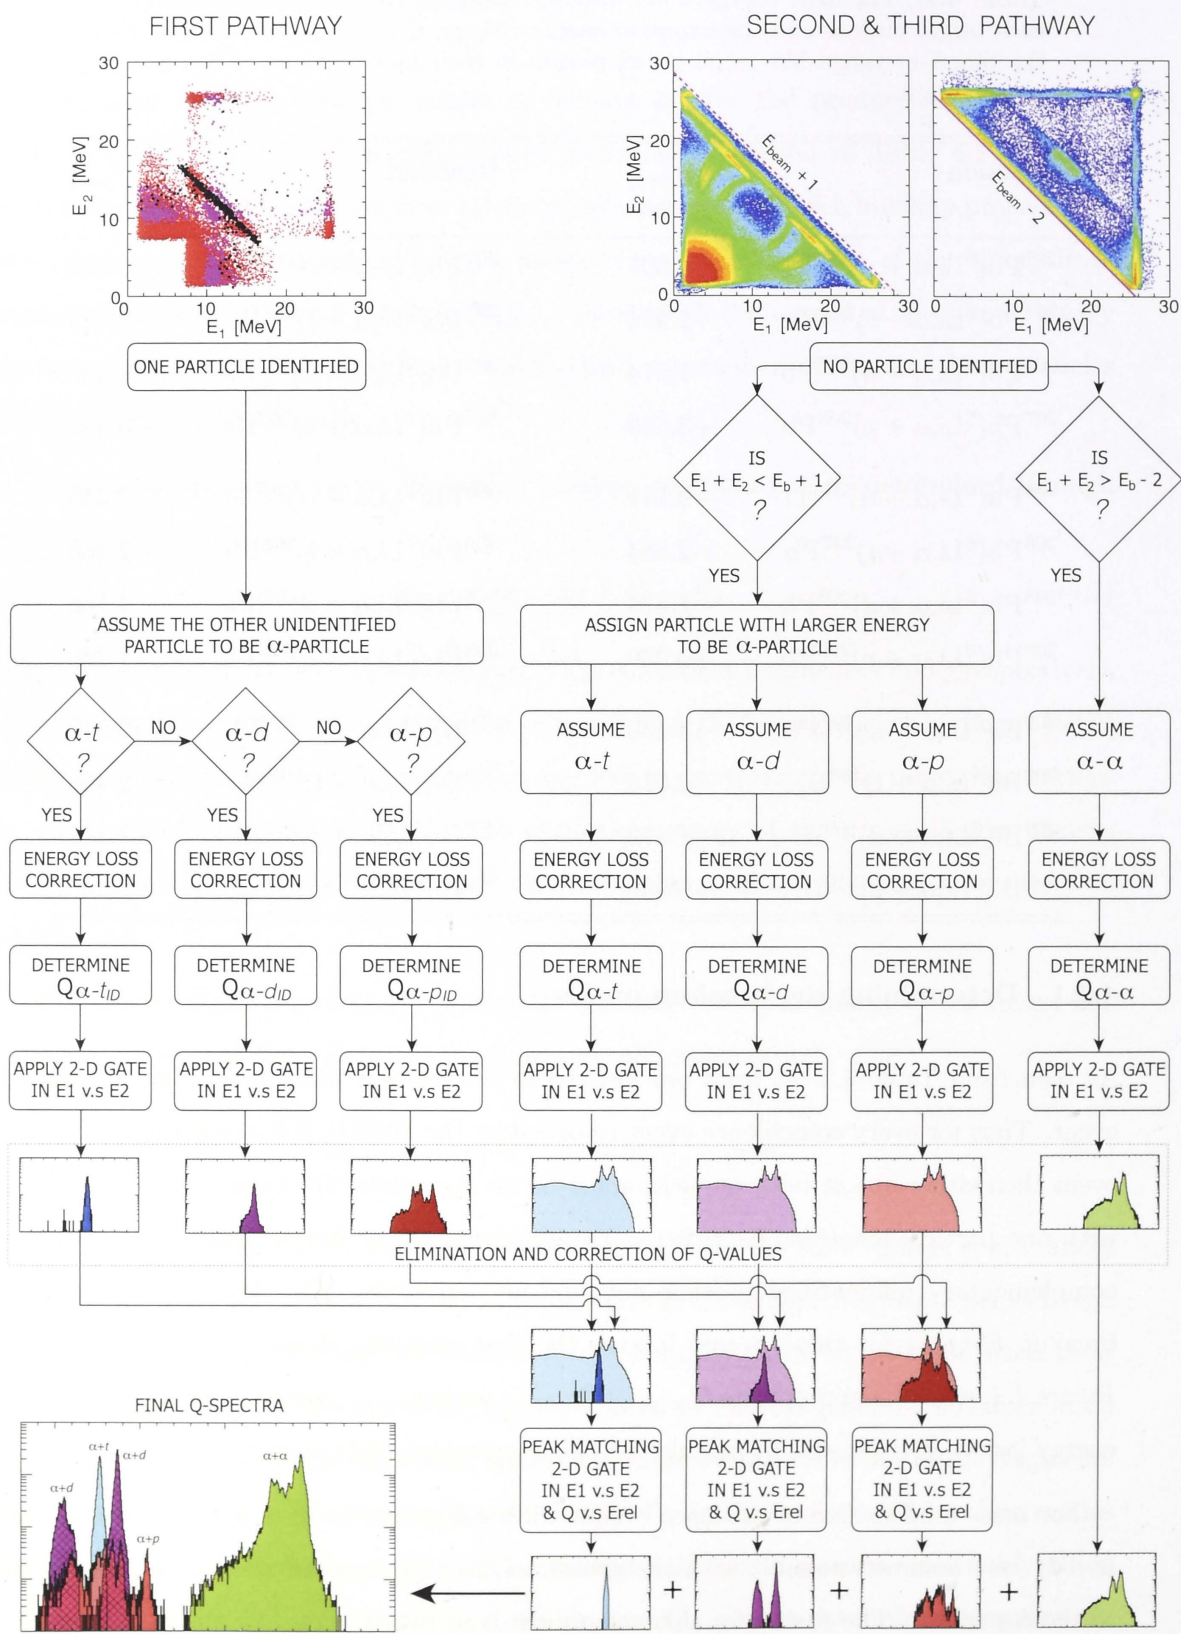 FIRST PATHWAY
SECOND & THIRD PATHWAY
30
20
10
0
E2 [MeV]
0
10
20
30
E1 [MeV]
30
20
10
0
E2 [MeV]
Ebeam + 1
0
10
20
30
E1 [MeV]
Ebeam - 2
10
20
30
E1 [MeV]
ONE PARTICLE IDENTIFIED
NO PARTICLE IDENTIFIED
IS
E1 + E2 < Eb + 1
?
IS
E1 + E2 > Eb - 2
?
YES
YES
ASSUME THE OTHER UNIDENTIFIED
PARTICLE TO BE α-PARTICLE
ASSIGN PARTICLE WITH LARGER ENERGY
TO BE α-PARTICLE
α-t
?
NO
α-d
?
NO
α-p
?
ASSUME
α-t
ASSUME
α-d
ASSUME
α-p
ASSUME
α-α
YES
YES
YES
ENERGY LOSS
CORRECTION
ENERGY LOSS
CORRECTION
ENERGY LOSS
CORRECTION
ENERGY LOSS
CORRECTION
ENERGY LOSS
CORRECTION
ENERGY LOSS
CORRECTION
ENERGY LOSS
CORRECTION
DETERMINE
Qα-tID
DETERMINE
Qα-dID
DETERMINE
Qα-pID
DETERMINE
Qα-t
DETERMINE
Qα-d
DETERMINE
Qα-p
DETERMINE
Qα-α
APPLY 2-D GATE
IN E1 v.s E2
APPLY 2-D GATE
IN E1 v.s E2
APPLY 2-D GATE
IN E1 v.s E2
APPLY 2-D GATE
IN E1 v.s E2
APPLY 2-D GATE
IN E1 v.s E2
APPLY 2-D GATE
IN E1 v.s E2
APPLY 2-D GATE
IN E1 v.s E2
ELIMINATION AND CORRECTION OF Q-VALUES
FINAL Q-SPECTRA
α+d
α+t
α+d
α+p
α+α
PEAK MATCHING
2-D GATE
IN E1 v.s E2
& Q v.s Erel
PEAK MATCHING
2-D GATE
IN E1 v.s E2
& Q v.s Erel
PEAK MATCHING
2-D GATE
IN E1 v.s E2
& Q v.s Erel
+
+
+